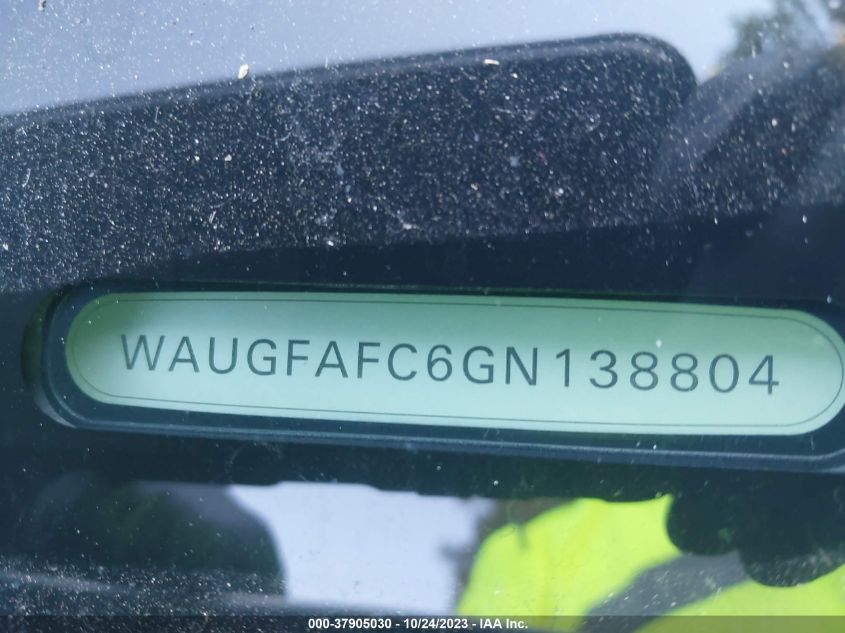 WAUGFAFC6GN138804
000-37905030 - 10/24/2023 - IAA Inc.